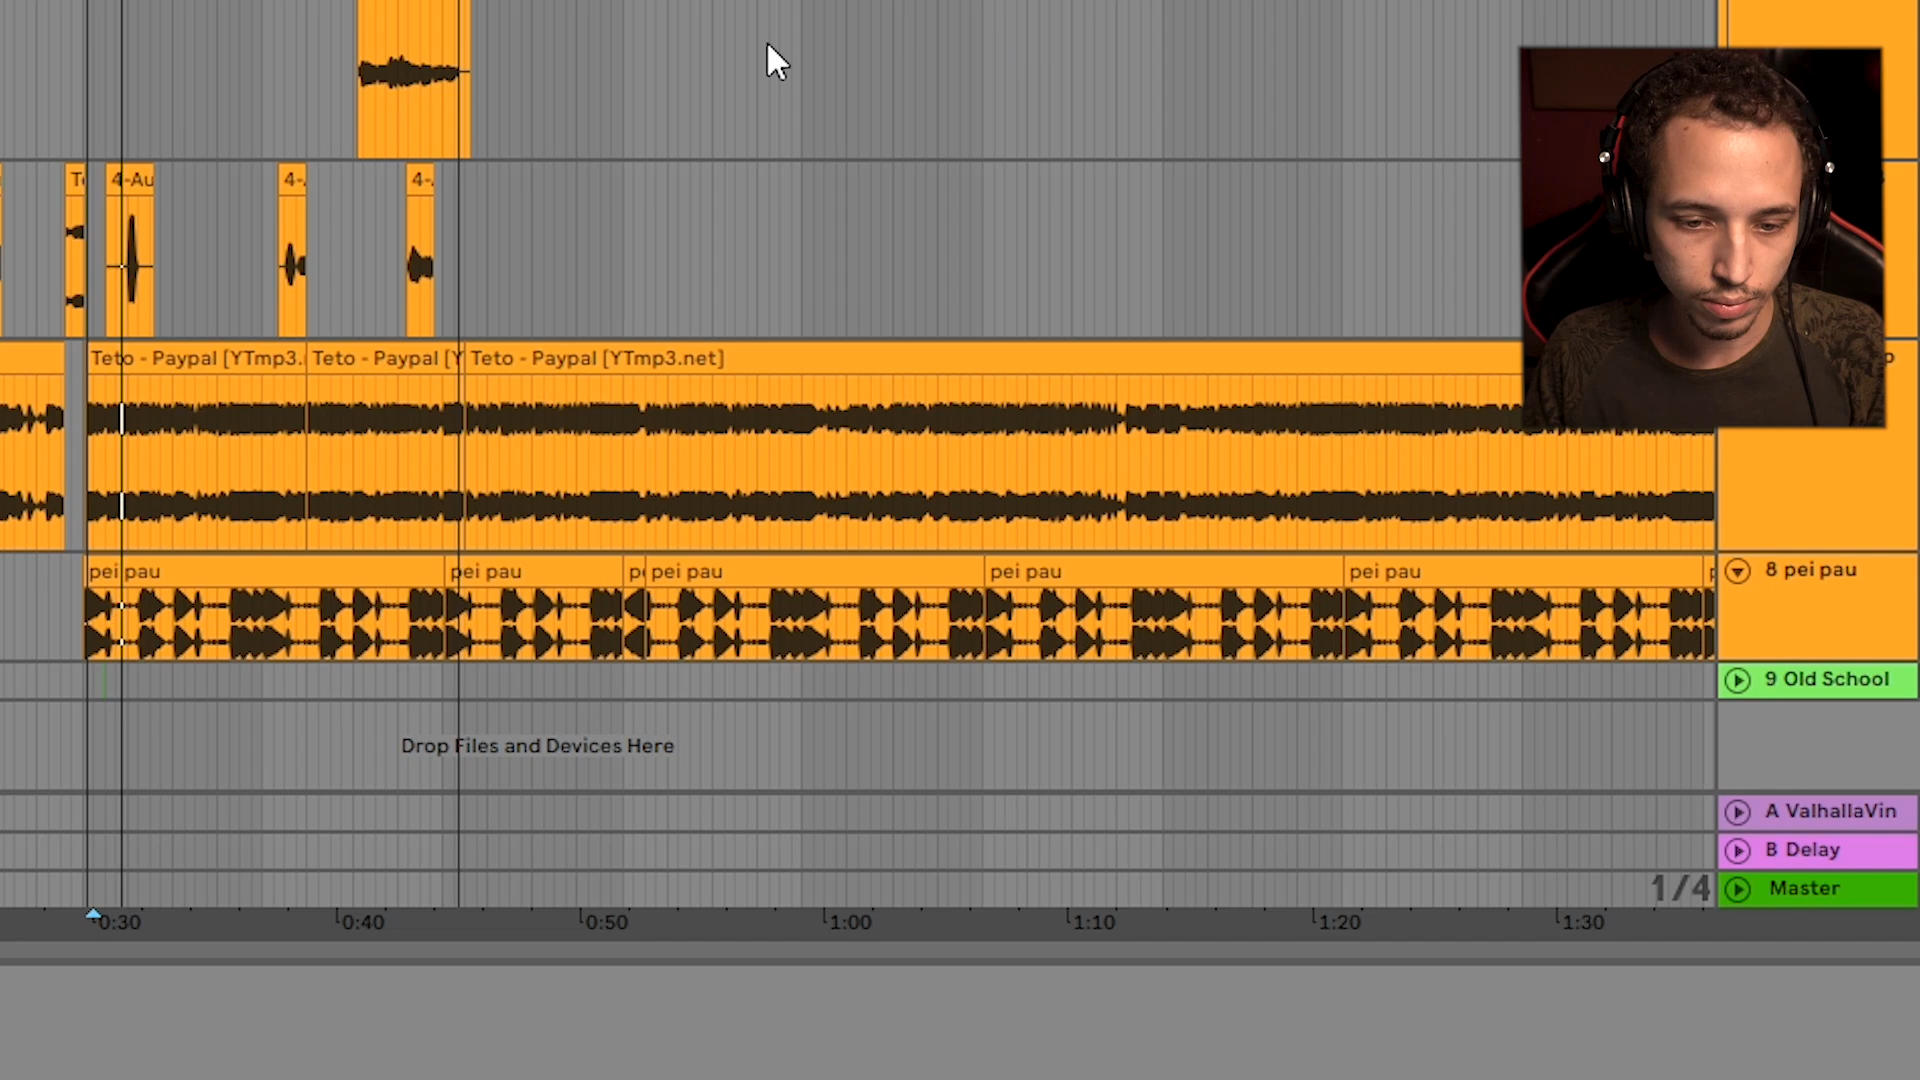 4-Au
4-
4-
Teto - Paypal [YTmp3.
Teto - Paypal [Y
Teto - Paypal [YTmp3.net]
pei pau
pei pau
pei pau
pei pau
pei pau
8 pei pau
9 Old School
Drop Files and Devices Here
A ValhallaVin
B Delay
1/4
Master
0:30
0:40
0:50
1:00
1:10
1:20
1:30